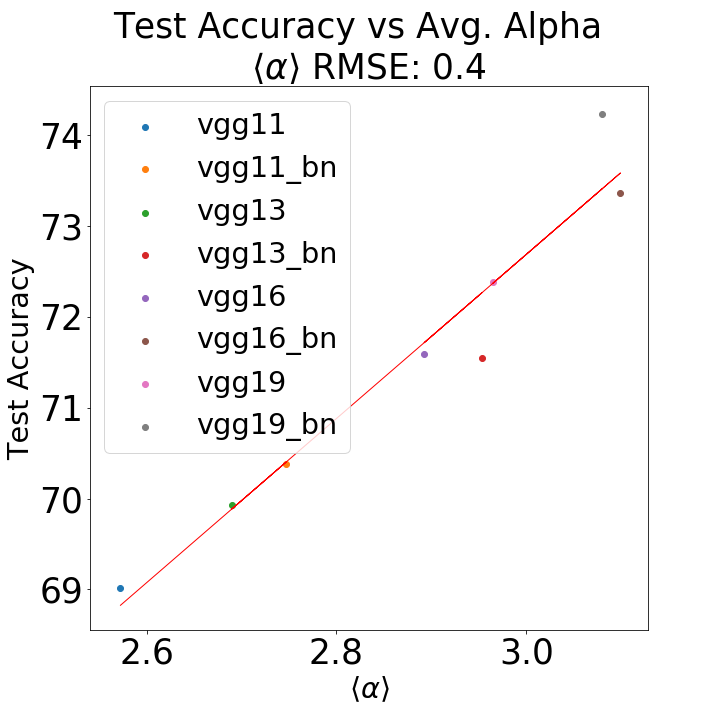 Test Accuracy vs Avg. Alpha
⟨α⟩ RMSE: 0.4
74
73
72
71
70
69
Test Accuracy
vgg11
vgg11_bn
vgg13
vgg13_bn
vgg16
vgg16_bn
vgg19
vgg19_bn
2.6 2.8 3.0
⟨α⟩